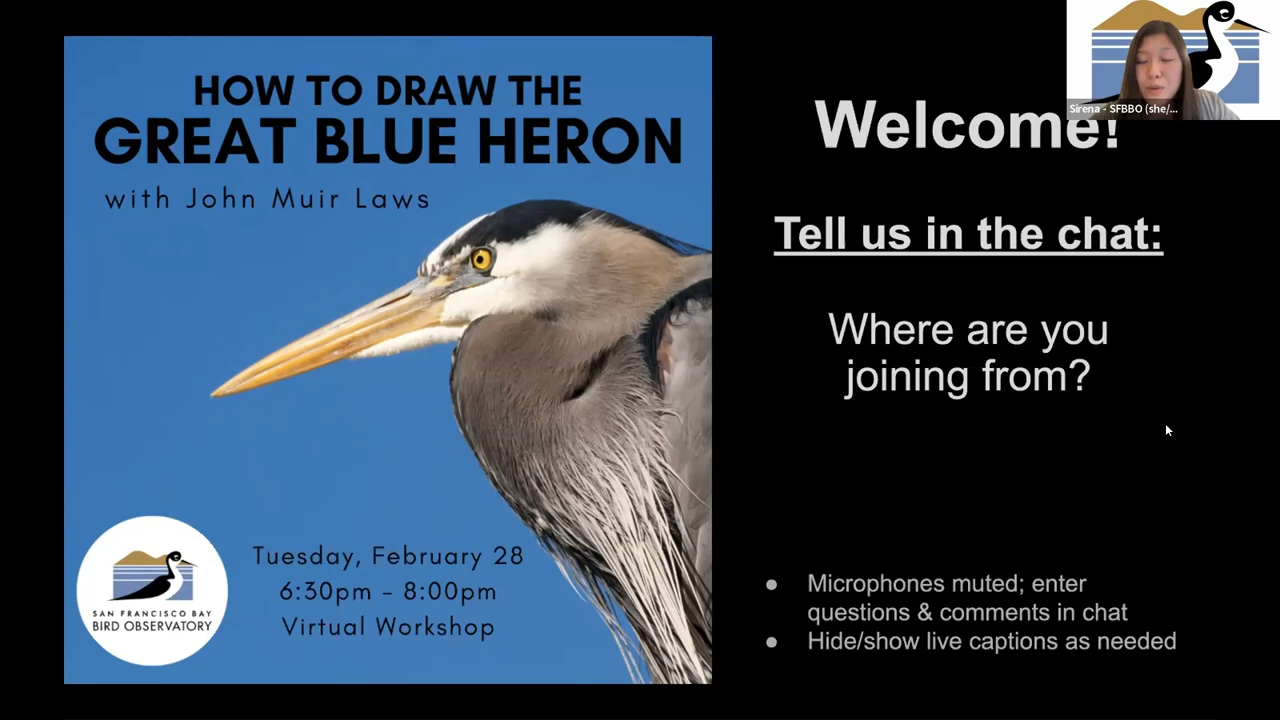 HOW TO DRAW THE
GREAT BLUE HERON
with John Muir Laws
Tuesday, February 28
6:30pm - 8:00pm
Virtual Workshop
SAN FRANCISCO BAY
BIRD OBSERVATORY
Sirena - SFBBO (she/...
Welcome!
Tell us in the chat:
Where are you
joining from?
● Microphones muted; enter
questions & comments in chat
● Hide/show live captions as needed